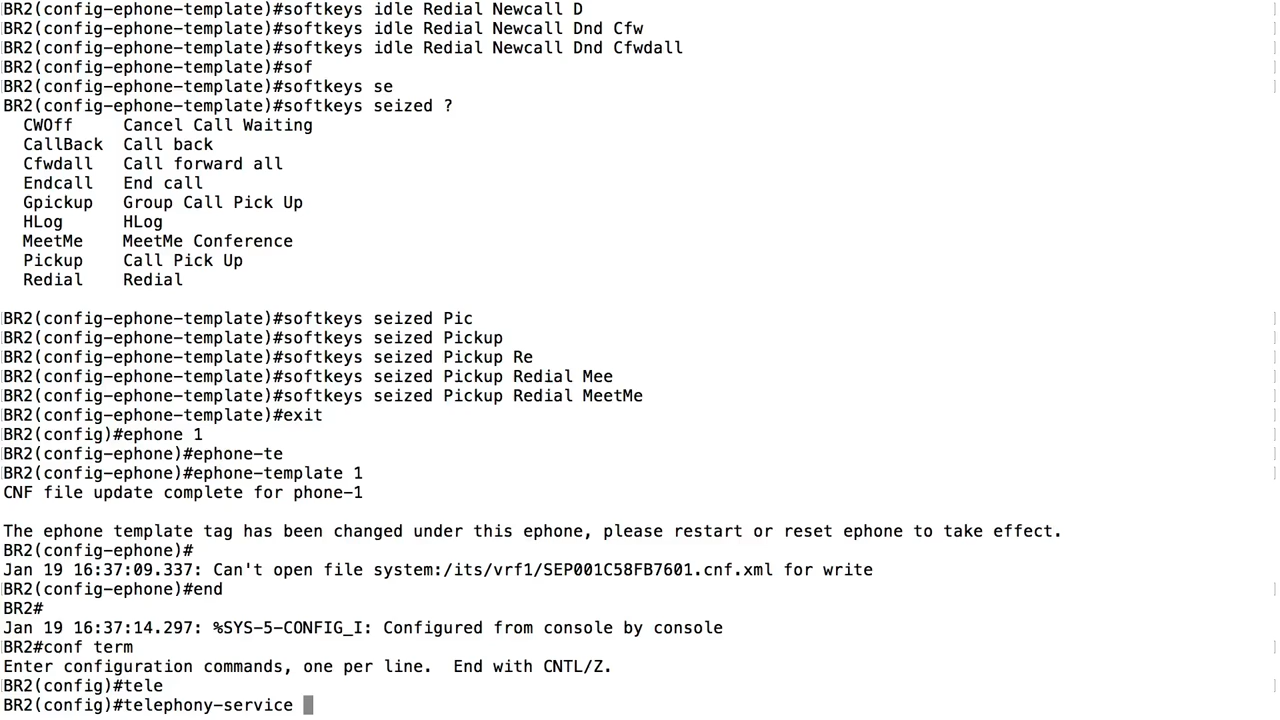 BR2(config-ephone-template)#softkeys idle Redial Newcall D
BR2(config-ephone-template)#softkeys idle Redial Newcall Dnd Cfw
BR2(config-ephone-template)#softkeys idle Redial Newcall Dnd Cfwdall
BR2(config-ephone-template)#sof
BR2(config-ephone-template)#softkeys se
BR2(config-ephone-template)#softkeys seized ?
CWOff Cancel Call Waiting
CallBack Call back
Cfwdall Call forward all
Endcall End call
Gpickup Group Call Pick Up
HLog HLog
MeetMe MeetMe Conference
Pickup Call Pick Up
Redial Redial
BR2(config-ephone-template)#softkeys seized Pic
BR2(config-ephone-template)#softkeys seized Pickup
BR2(config-ephone-template)#softkeys seized Pickup Re
BR2(config-ephone-template)#softkeys seized Pickup Redial Mee
BR2(config-ephone-template)#softkeys seized Pickup Redial MeetMe
BR2(config-ephone-template)#exit
BR2(config)#ephone 1
BR2(config-ephone)#ephone-te
BR2(config-ephone)#ephone-template 1
CNF file update complete for phone-1
The ephone template tag has been changed under this ephone, please restart or reset ephone to take effect.
BR2(config-ephone)#
Jan 19 16:37:09.337: Can't open file system:/its/vrf1/SEP001C58FB7601.cnf.xml for write
BR2(config-ephone)#end
BR2#
Jan 19 16:37:14.297: %SYS-5-CONFIG_I: Configured from console by console
BR2#conf term
Enter configuration commands, one per line. End with CNTL/Z.
BR2(config)#tele
BR2(config)#telephony-service